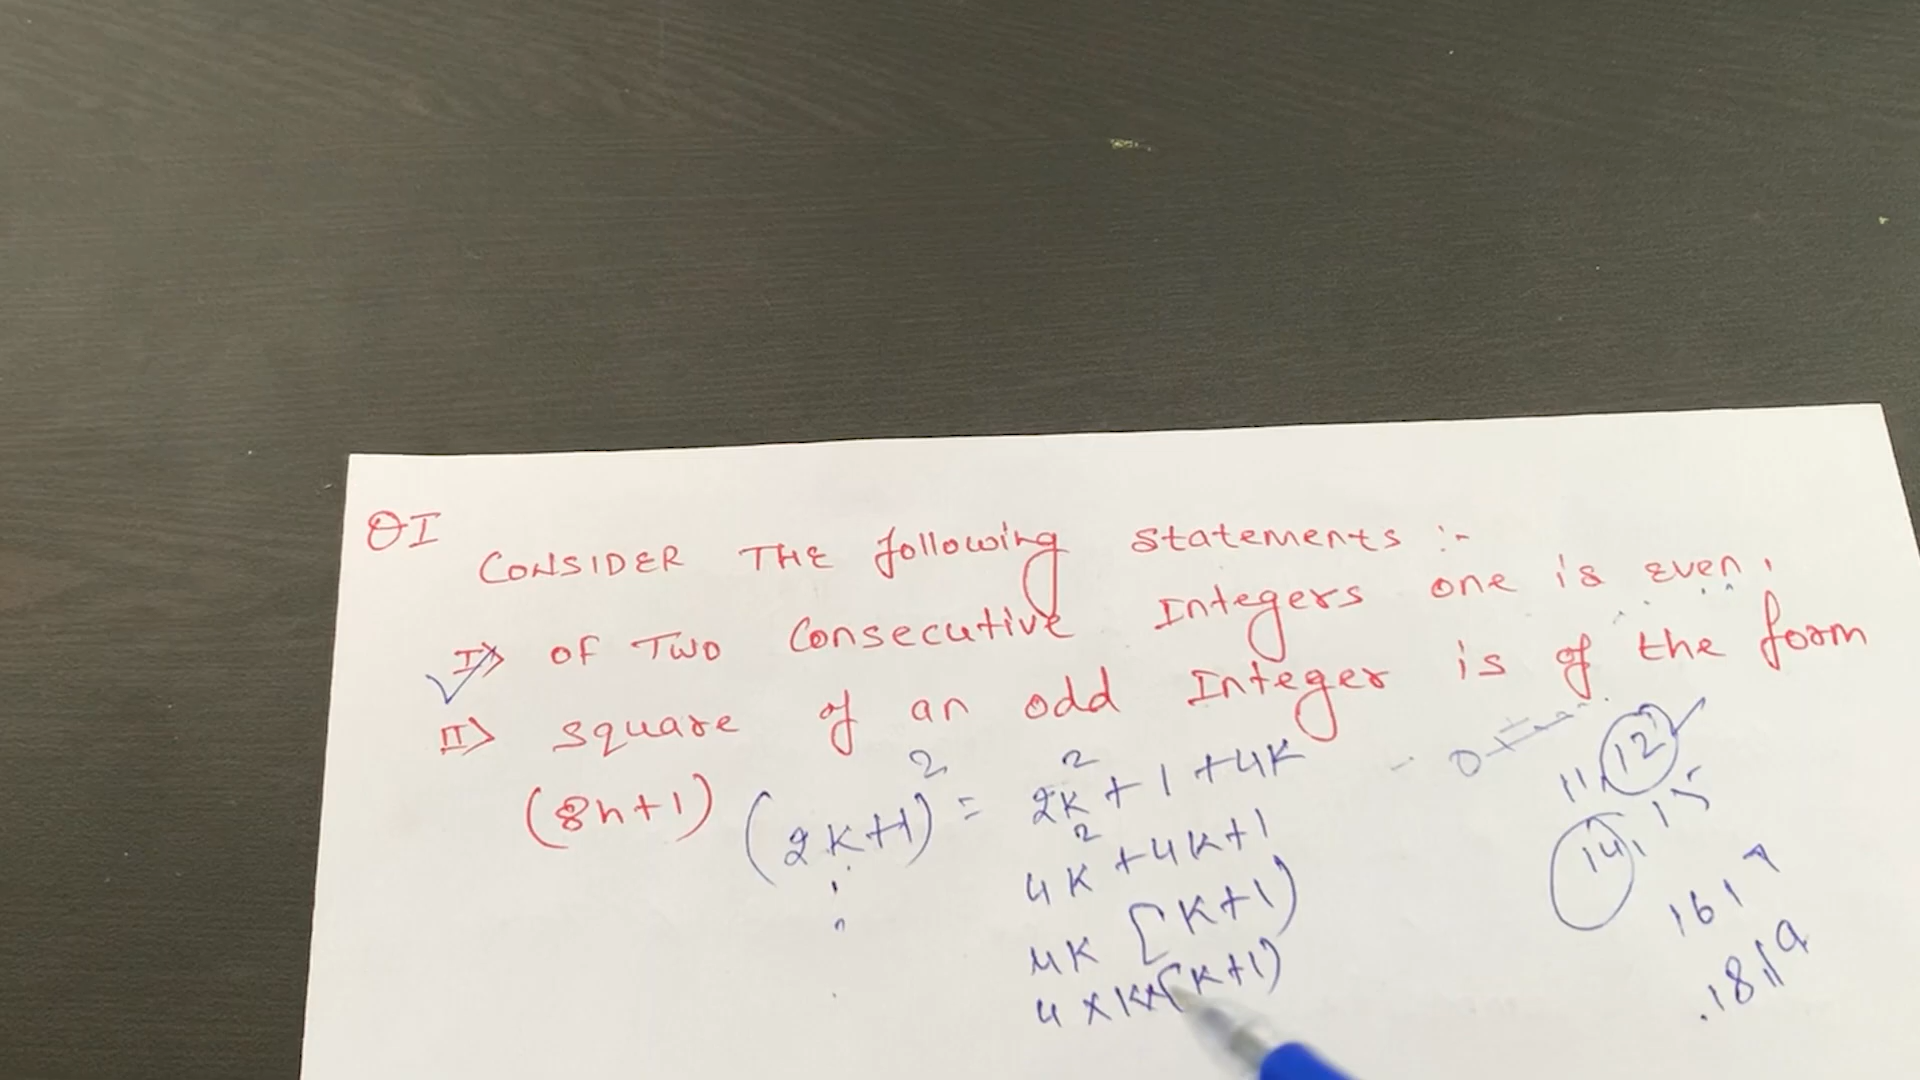 QI
CONSIDER THE following statements :-
I> of TWO Consecutive Integers one is even.
II> square of an odd Integer is of the form
(8n+1) (2k+1)² = 2k² + 1 + 4k
4k² + 4k + 1
4k [k+1)
4 x k x (k+1)
11, 12
14, 15
16 17
18, 19